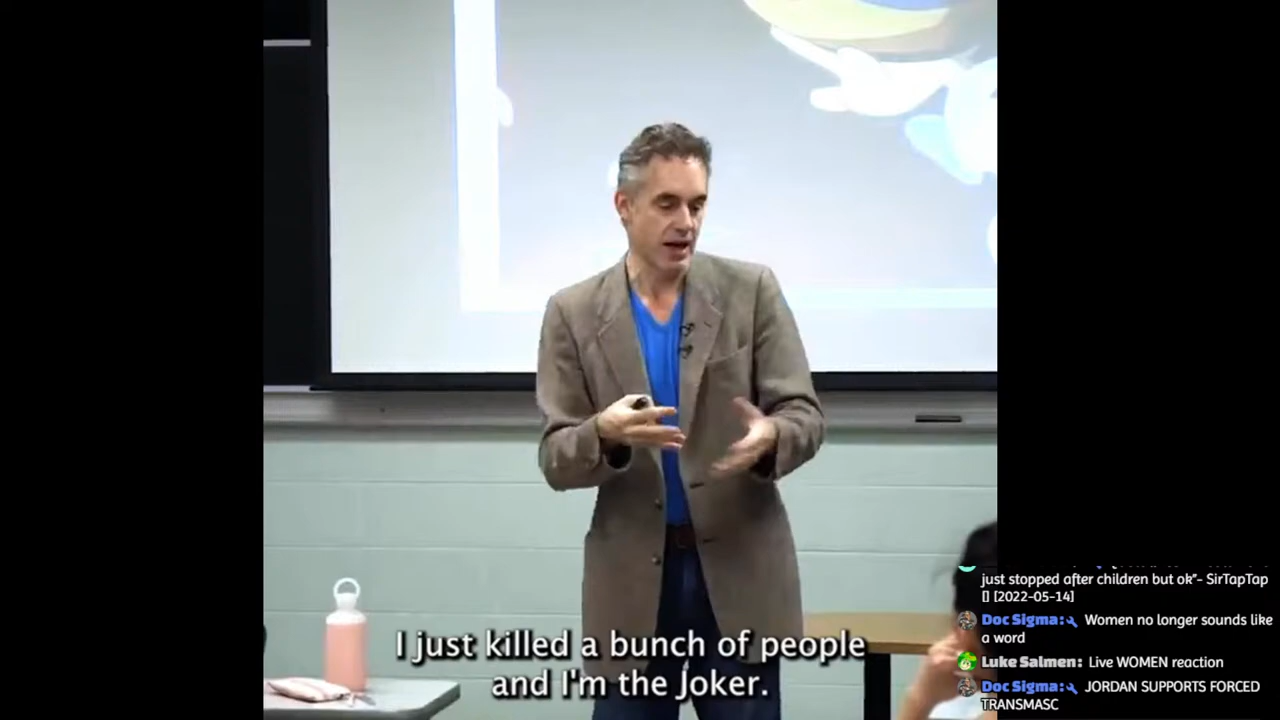 just stopped after children but ok"- SirTapTap
[] [2022-05-14]
Doc Sigma: Women no longer sounds like
a word
Luke Salmen: Live WOMEN reaction
Doc Sigma: JORDAN SUPPORTS FORCED
TRANSMASC
I just killed a bunch of people
and I'm the Joker.